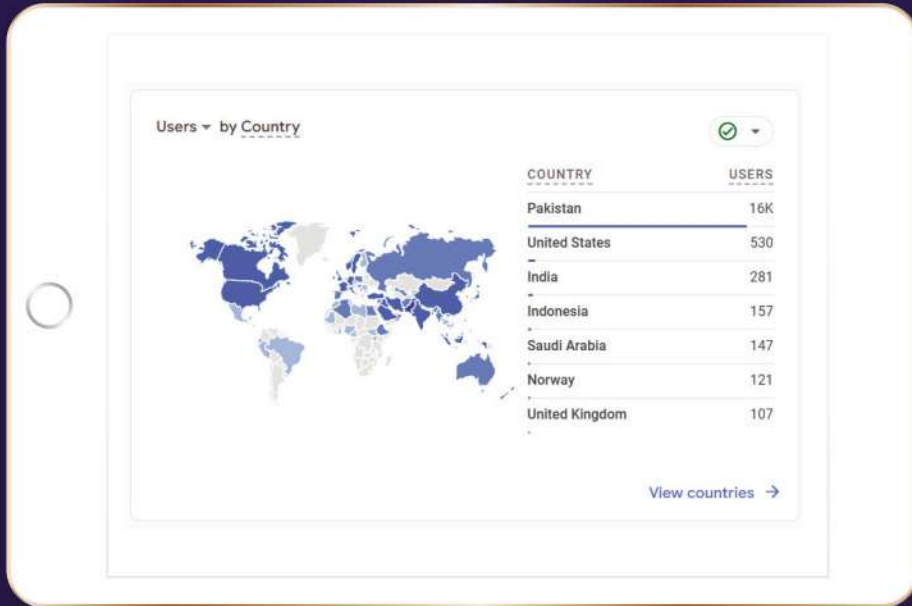 Users by Country
COUNTRY USERS
Pakistan 16K
United States 530
India 281
Indonesia 157
Saudi Arabia 147
Norway 121
United Kingdom 107
View countries →